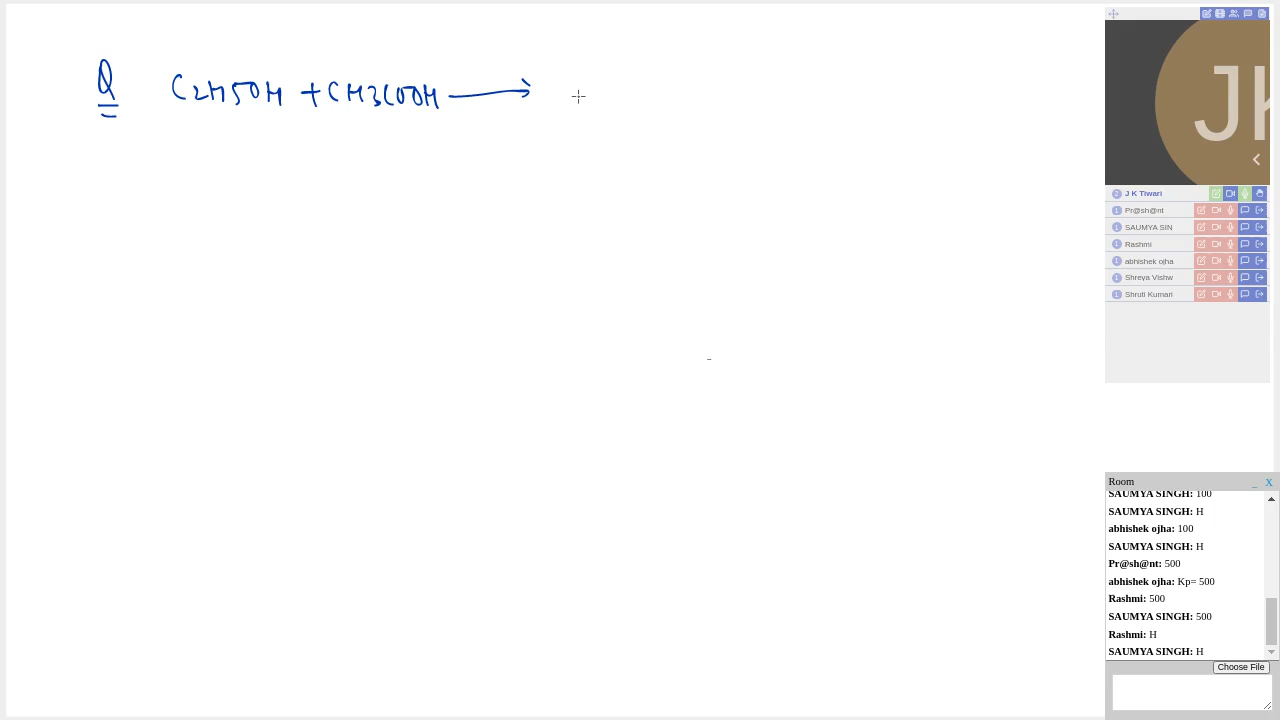 Q C2H5OH + CH3COOH ⟶
JK
J K Tiwari
Pr@sh@nt
SAUMYA SIN
Rashmi
abhishek ojha
Shreya Vishw
Shruti Kumari
Room _ X
SAUMYA SINGH: 100
SAUMYA SINGH: H
abhishek ojha: 100
SAUMYA SINGH: H
Pr@sh@nt: 500
abhishek ojha: Kp= 500
Rashmi: 500
SAUMYA SINGH: 500
Rashmi: H
SAUMYA SINGH: H
Choose File